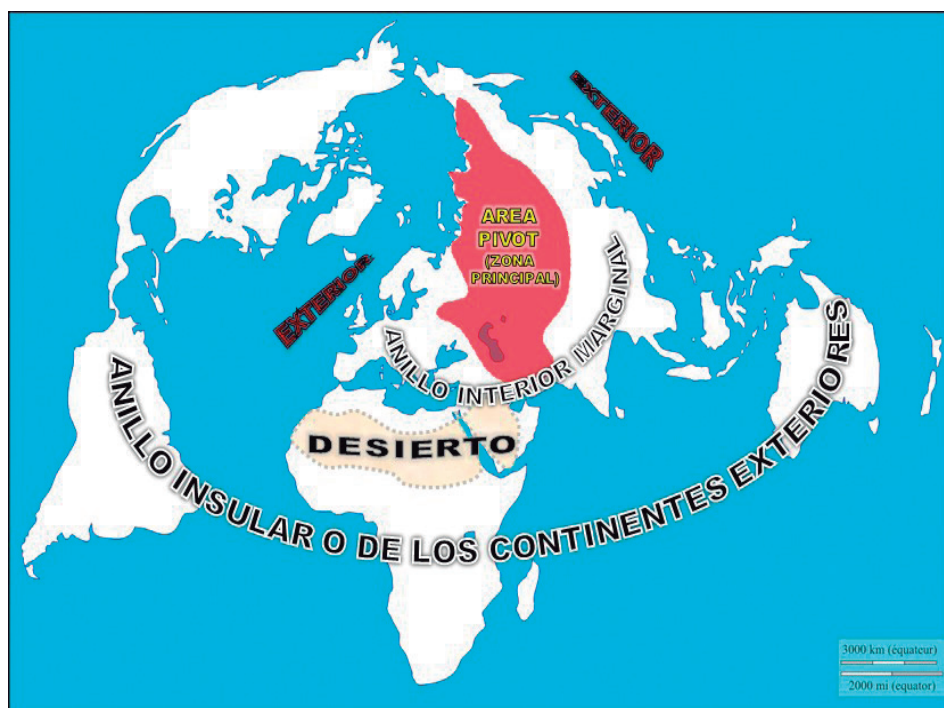 EXTERIOR
AREA
PIVOT
(ZONA
PRINCIPAL)
EXTERIOR
ANILLO INTERIOR MARGINAL
DESIERTO
ANILLO INSULAR O DE LOS CONTINENTES EXTERIORES
3000 km (équateur)
2000 mi (equator)